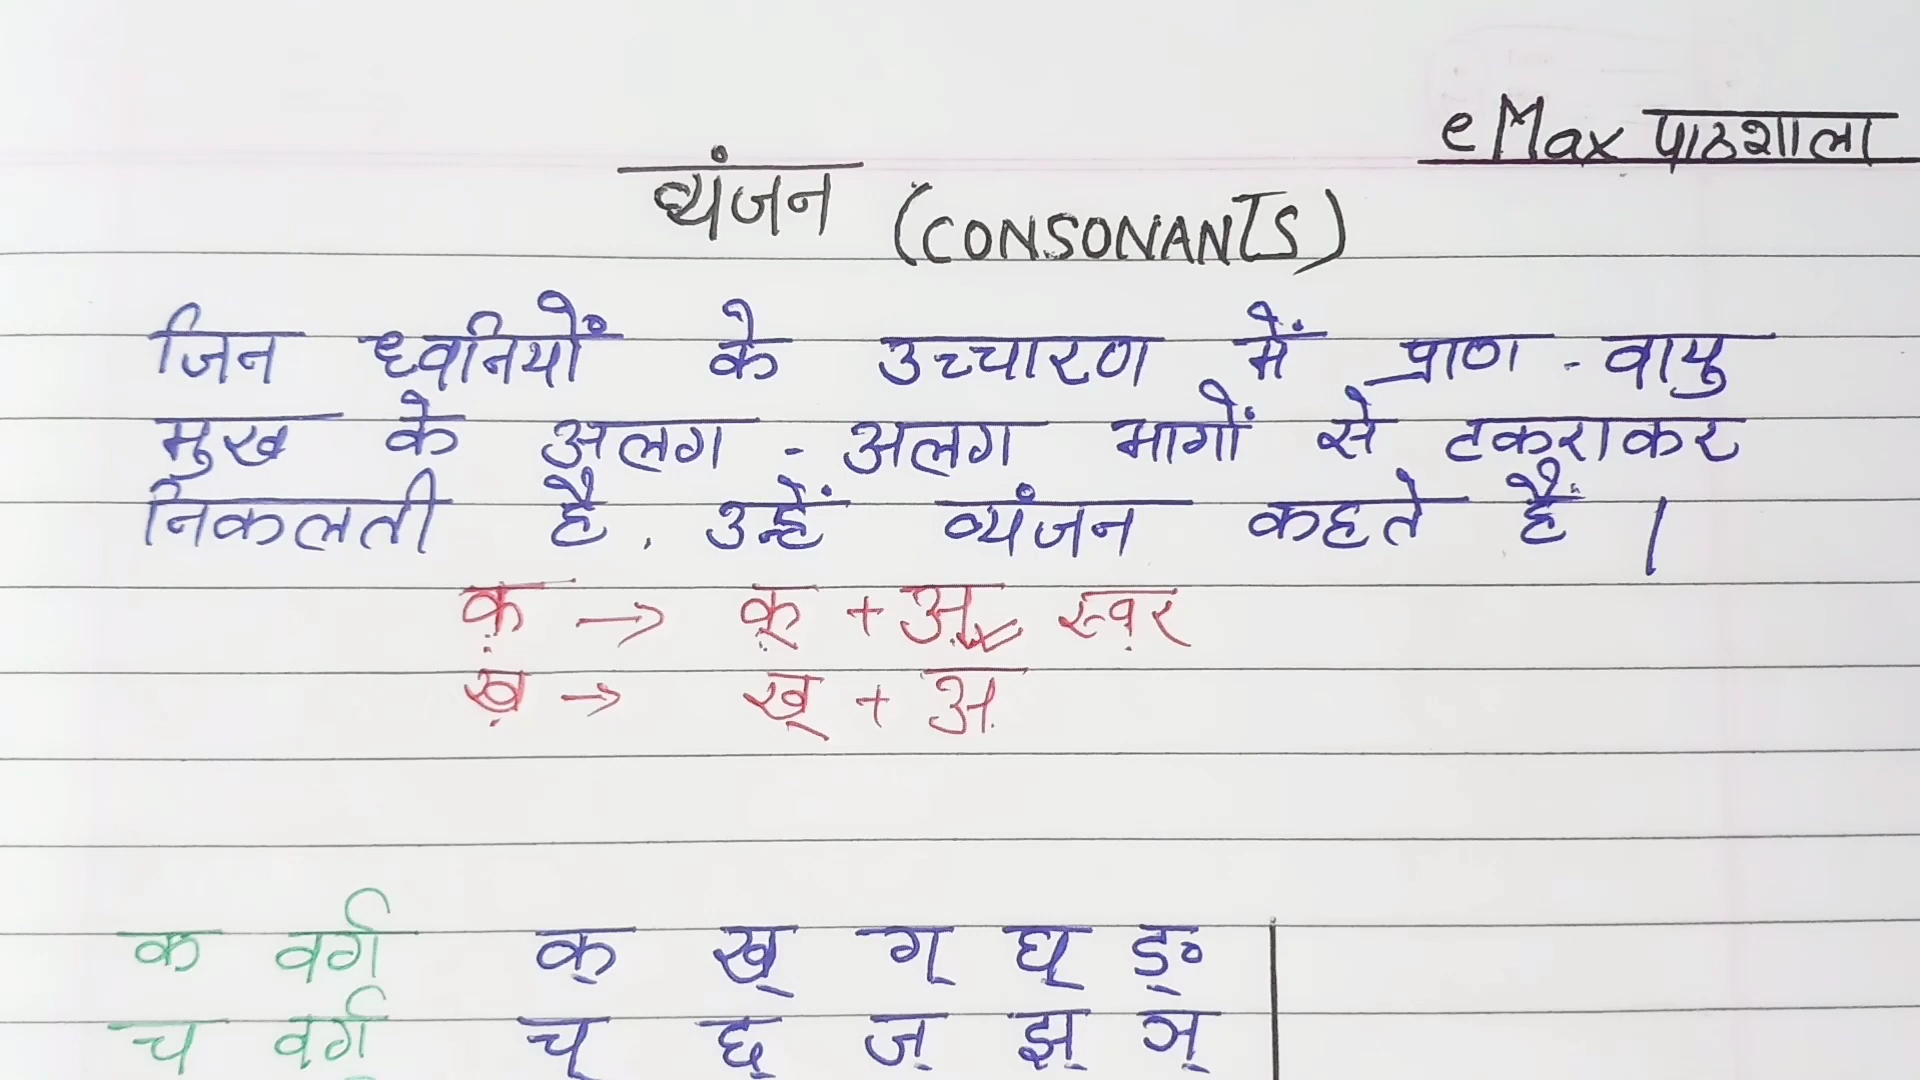 eMax पाठशाला
व्यंजन (CONSONANTS)
जिन ध्वनियों के उच्चारण में प्राण - वायु
मुख के अलग - अलग भागों से टकराकर
निकलती है, उन्हें व्यंजन कहते हैं |
क → क् + अ स्वर
ख → ख् + अ
क वर्ग क् ख् ग् घ् ङ्
च वर्ग च् छ् ज् झ् ञ्